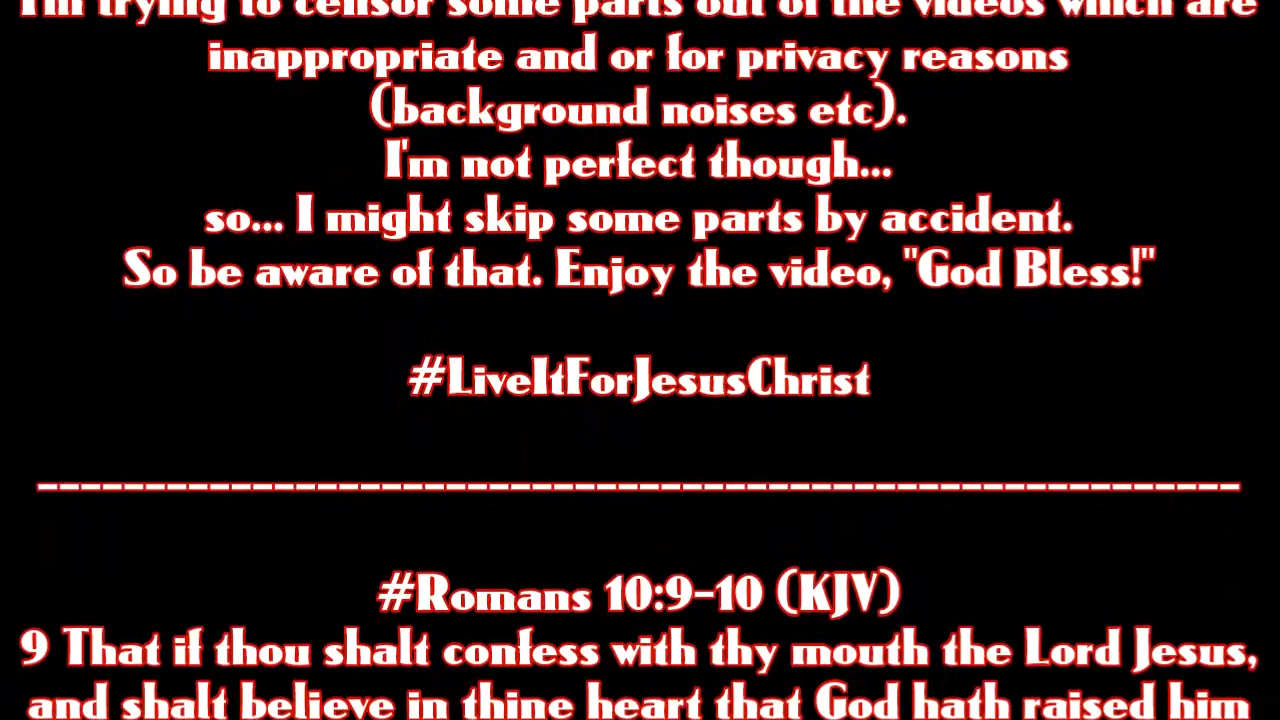 I'm trying to censor some parts out of the videos which are
inappropriate and or for privacy reasons
(background noises etc).
I'm not perfect though...
so... I might skip some parts by accident.
So be aware of that. Enjoy the video, "God Bless!"
#LiveItForJesusChrist
--------------------------------------------------------
#Romans 10:9-10 (KJV)
9 That if thou shalt confess with thy mouth the Lord Jesus,
and shalt believe in thine heart that God hath raised him